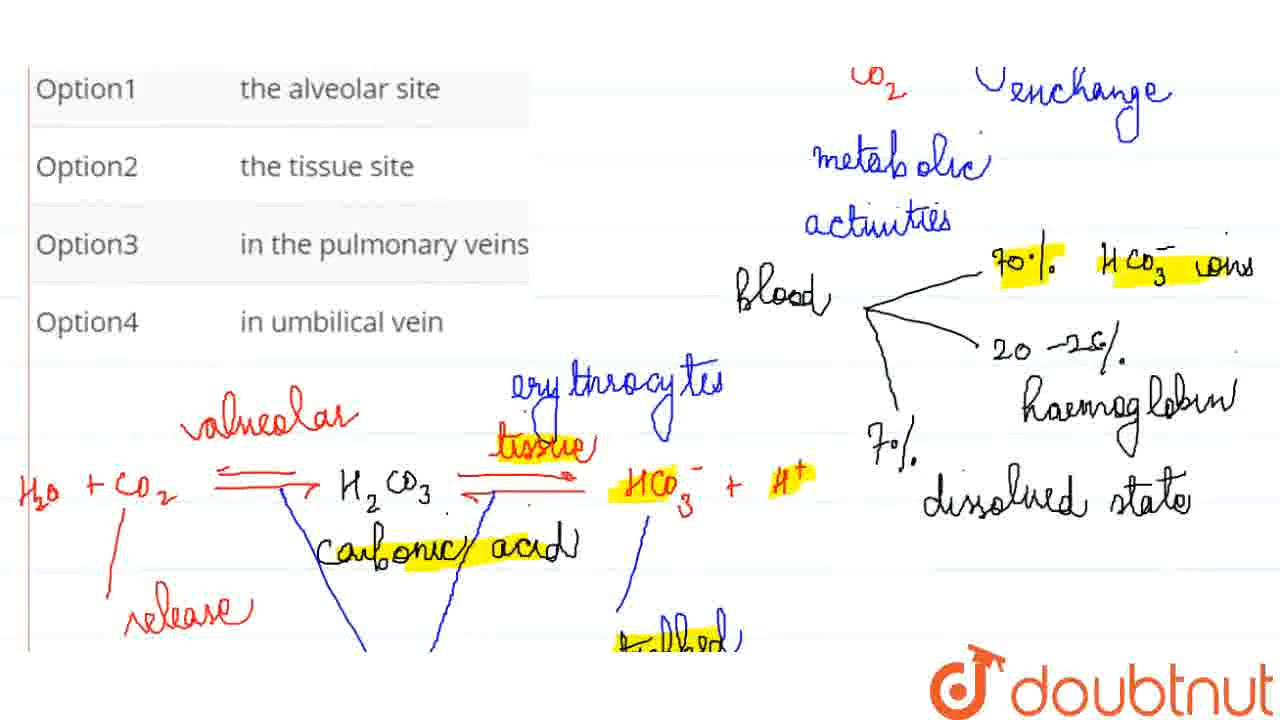 Option1 the alveolar site
Option2 the tissue site
Option3 in the pulmonary veins
Option4 in umbilical vein
CO2 exchange
metabolic
activities
blood
70% HCO3- ions
20-25%
haemoglobin
7%
dissolved state
erythrocytes
alveolar
tissue
H2O + CO2 ⇌ H2CO3 ⇌ HCO3- + H+
carbonic acid
release
doubtnut